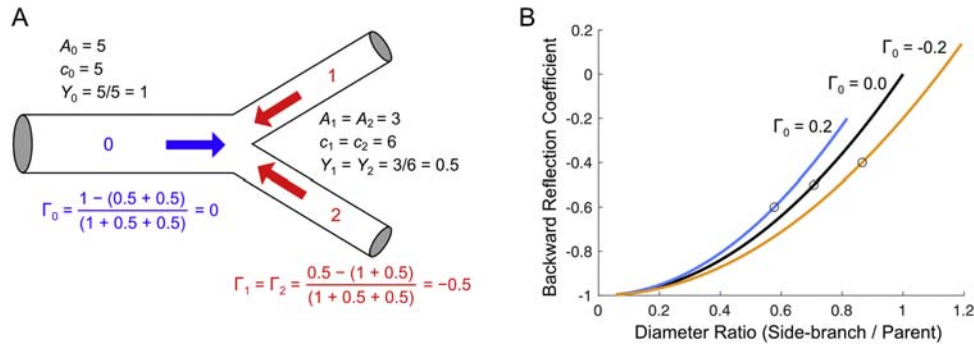 A
A₀ = 5
c₀ = 5
Y₀ = 5/5 = 1
0
1
A₁ = A₂ = 3
c₁ = c₂ = 6
Y₁ = Y₂ = 3/6 = 0.5
2
Γ₀ = 1 − (0.5 + 0.5) / (1 + 0.5 + 0.5) = 0
Γ₁ = Γ₂ = 0.5 − (1 + 0.5) / (1 + 0.5 + 0.5) = −0.5
B
Backward Reflection Coefficient
0.2
0
-0.2
-0.4
-0.6
-0.8
-1
Γ₀ = -0.2
Γ₀ = 0.0
Γ₀ = 0.2
0 0.2 0.4 0.6 0.8 1 1.2
Diameter Ratio (Side-branch / Parent)